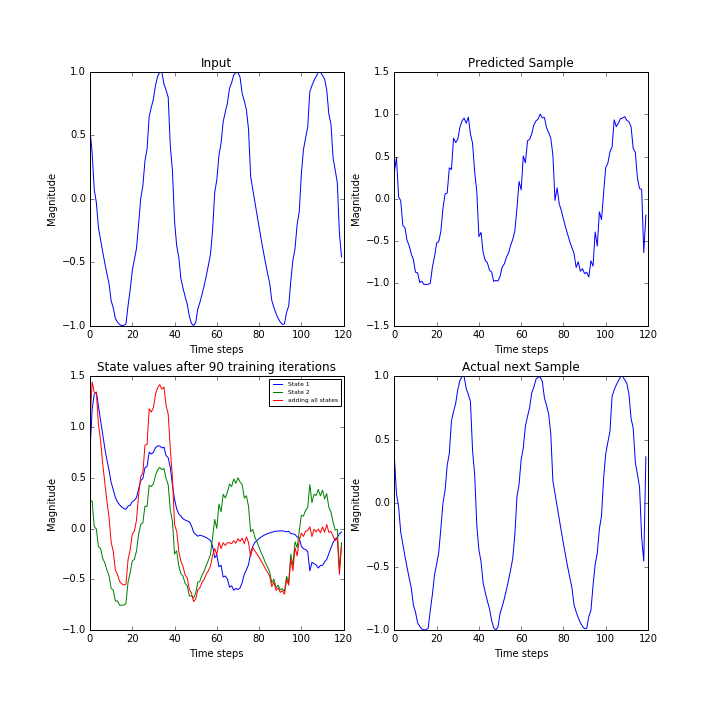 Input
Magnitude
1.0
0.5
0.0
−0.5
−1.0
0 20 40 60 80 100 120
Time steps
Predicted Sample
Magnitude
1.5
1.0
0.5
0.0
−0.5
−1.0
−1.5
0 20 40 60 80 100 120
Time steps
State values after 90 training iterations
Magnitude
1.5
1.0
0.5
0.0
−0.5
−1.0
0 20 40 60 80 100 120
Time steps
State 1
State 2
adding all states
Actual next Sample
Magnitude
1.0
0.5
0.0
−0.5
−1.0
0 20 40 60 80 100 120
Time steps